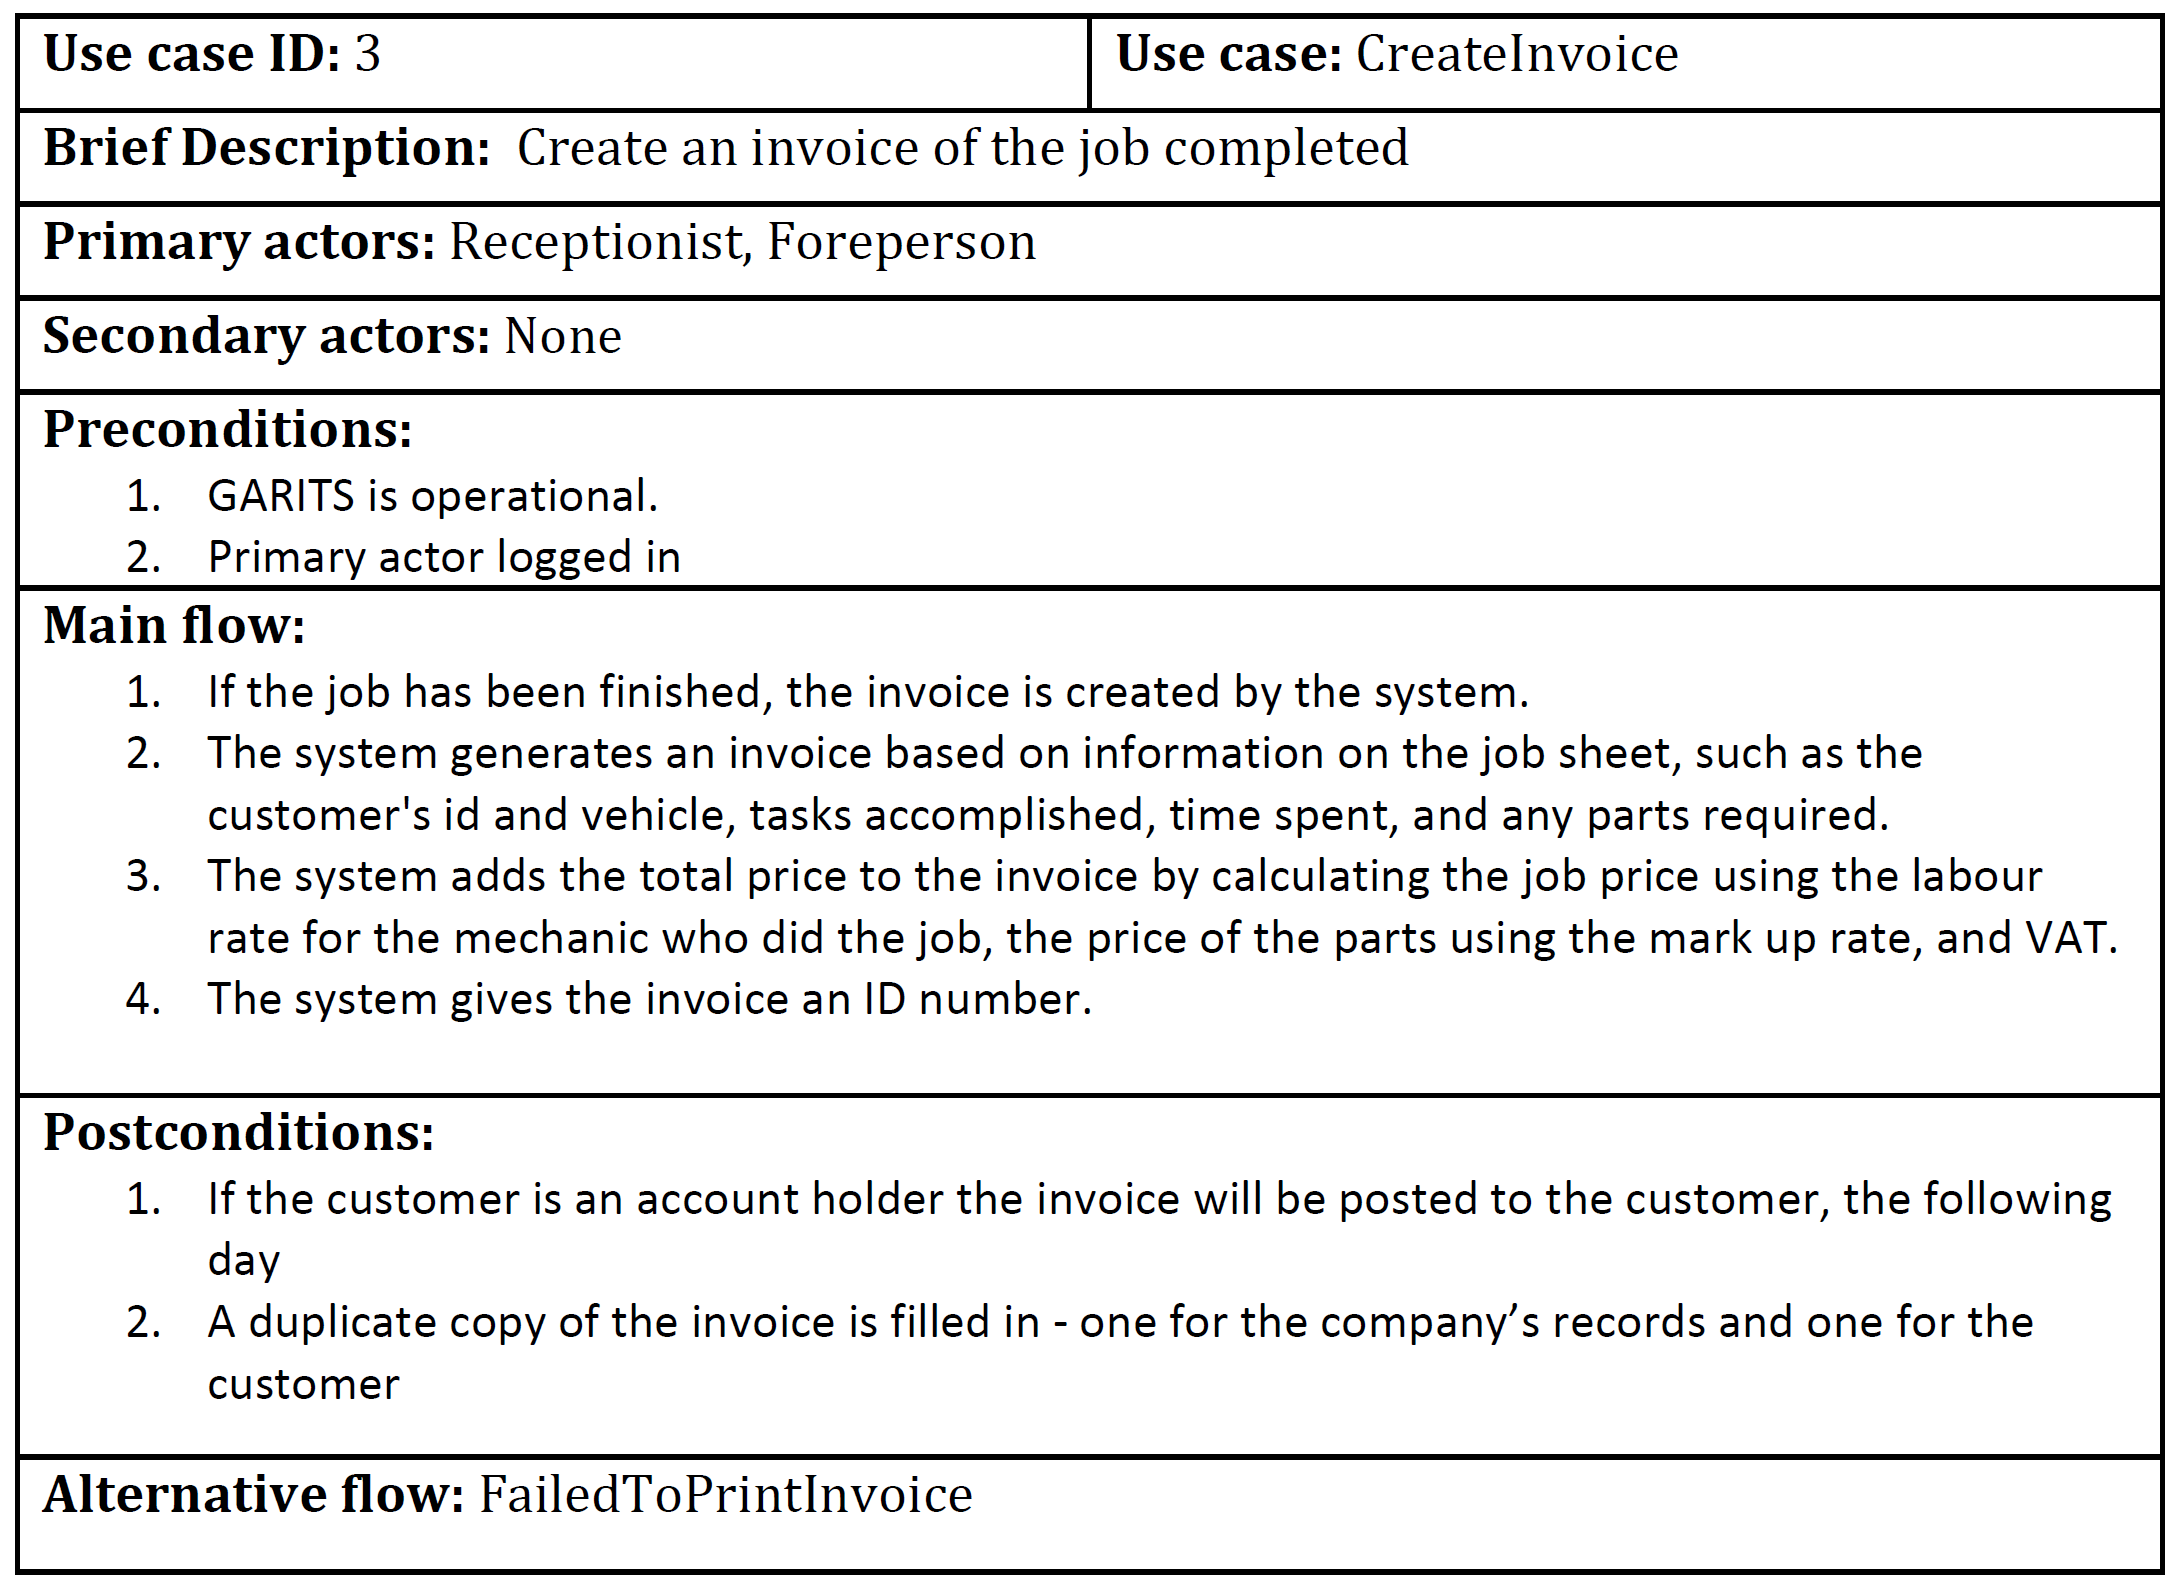 Use case ID: 3
Use case: CreateInvoice
Brief Description:  Create an invoice of the job completed
Primary actors: Receptionist, Foreperson
Secondary actors: None
Preconditions:
1. GARITS is operational.
2. Primary actor logged in
Main flow:
1. If the job has been finished, the invoice is created by the system.
2. The system generates an invoice based on information on the job sheet, such as the
customer's id and vehicle, tasks accomplished, time spent, and any parts required.
3. The system adds the total price to the invoice by calculating the job price using the labour
rate for the mechanic who did the job, the price of the parts using the mark up rate, and VAT.
4. The system gives the invoice an ID number.
Postconditions:
1. If the customer is an account holder the invoice will be posted to the customer, the following
day
2. A duplicate copy of the invoice is filled in - one for the company’s records and one for the
customer
Alternative flow: FailedToPrintInvoice